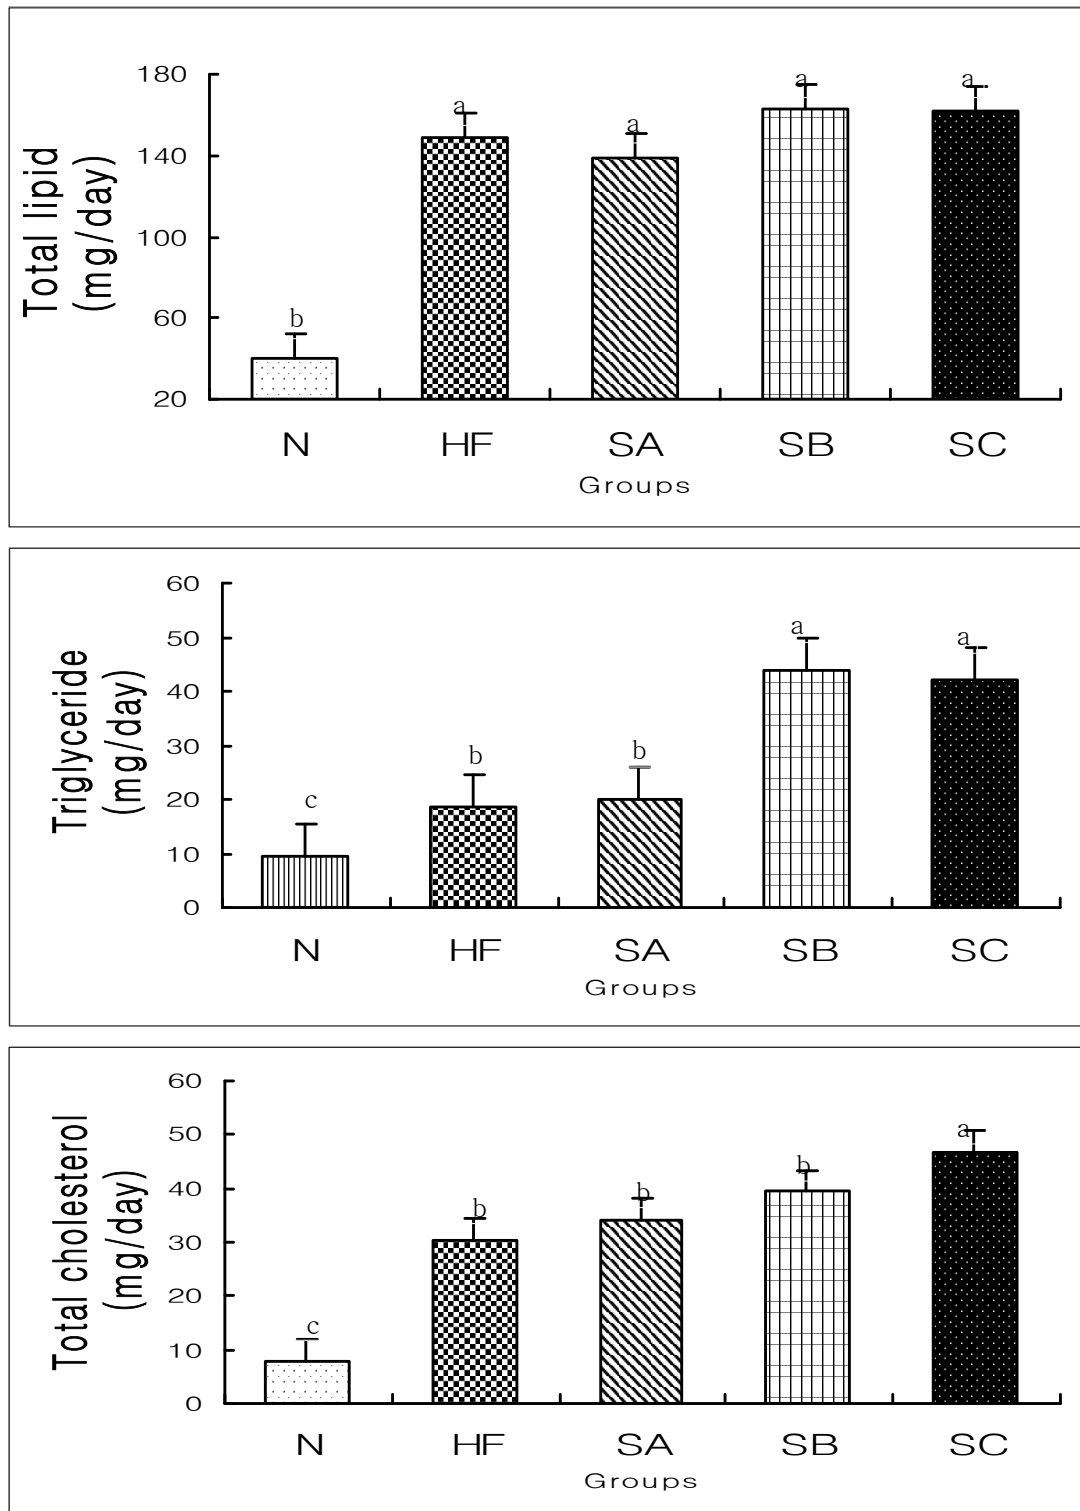 Total lipid
(mg/day)
180
140
100
60
20
b
a
a
a
a
N HF SA SB SC
Groups
Triglyceride
(mg/day)
60
50
40
30
20
10
0
c
b
b
a
a
N HF SA SB SC
Groups
Total cholesterol
(mg/day)
60
50
40
30
20
10
0
c
b
b
b
a
N HF SA SB SC
Groups